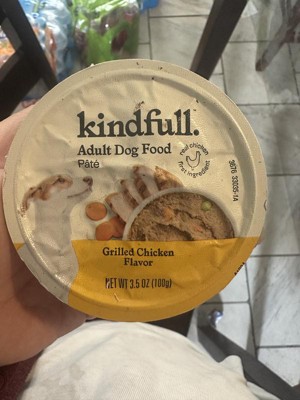 kindfull.
Adult Dog Food
Pâté
real chicken
first ingredient
Grilled Chicken
Flavor
NET WT 3.5 OZ (100g)